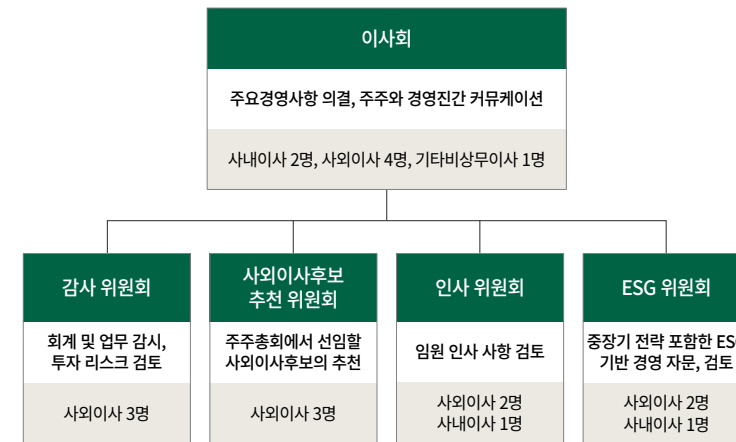 이사회
주요경영사항 의결, 주주와 경영진간 커뮤케이션
사내이사 2명, 사외이사 4명, 기타비상무이사 1명
감사 위원회
회계 및 업무 감시,
투자 리스크 검토
사외이사 3명
사외이사후보
추천 위원회
주주총회에서 선임할
사외이사후보의 추천
사외이사 3명
인사 위원회
임원 인사 사항 검토
사외이사 2명
사내이사 1명
ESG 위원회
중장기 전략 포함한 ESG
기반 경영 자문, 검토
사외이사 2명
사내이사 1명